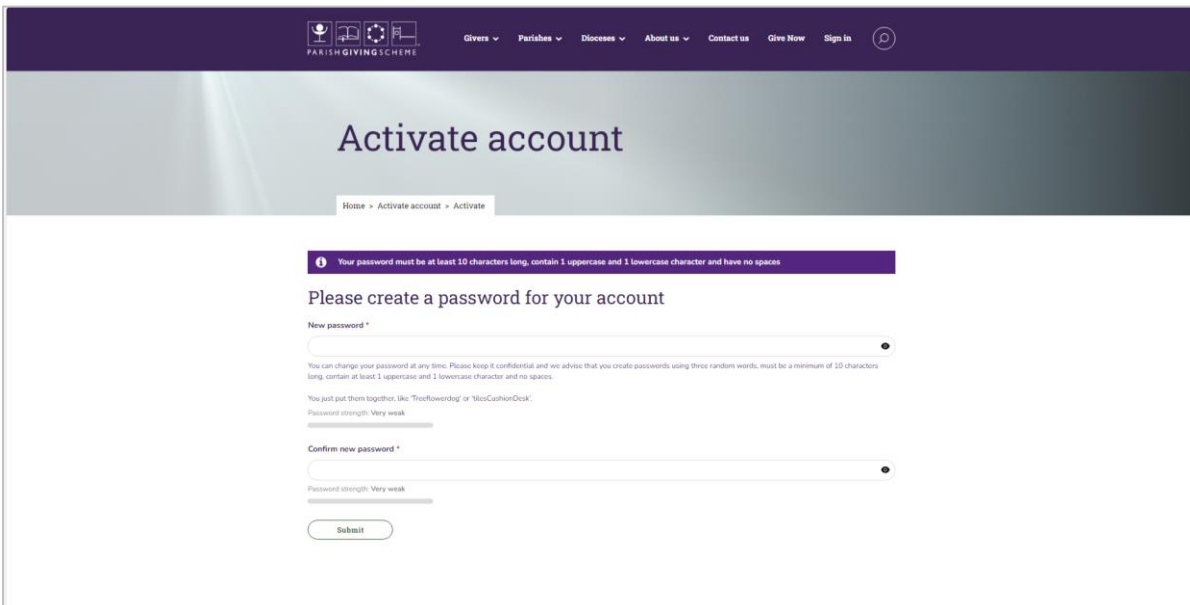 Givers Parishes Dioceses About us Contact us Give Now Sign in
PARISH GIVING SCHEME
Activate account
Home > Activate account > Activate
Your password must be at least 10 characters long, contain 1 uppercase and 1 lowercase character and have no spaces
Please create a password for your account
New password *
You can change your password at any time. Please keep it confidential and we advise that you create passwords using three random words, must be a minimum of 10 characters
long, contain at least 1 uppercase and 1 lowercase character and no spaces.
You just put them together, like 'Treeflowerdog' or 'tilesCushionDesk'.
Password strength: Very weak
Confirm new password *
Password strength: Very weak
Submit